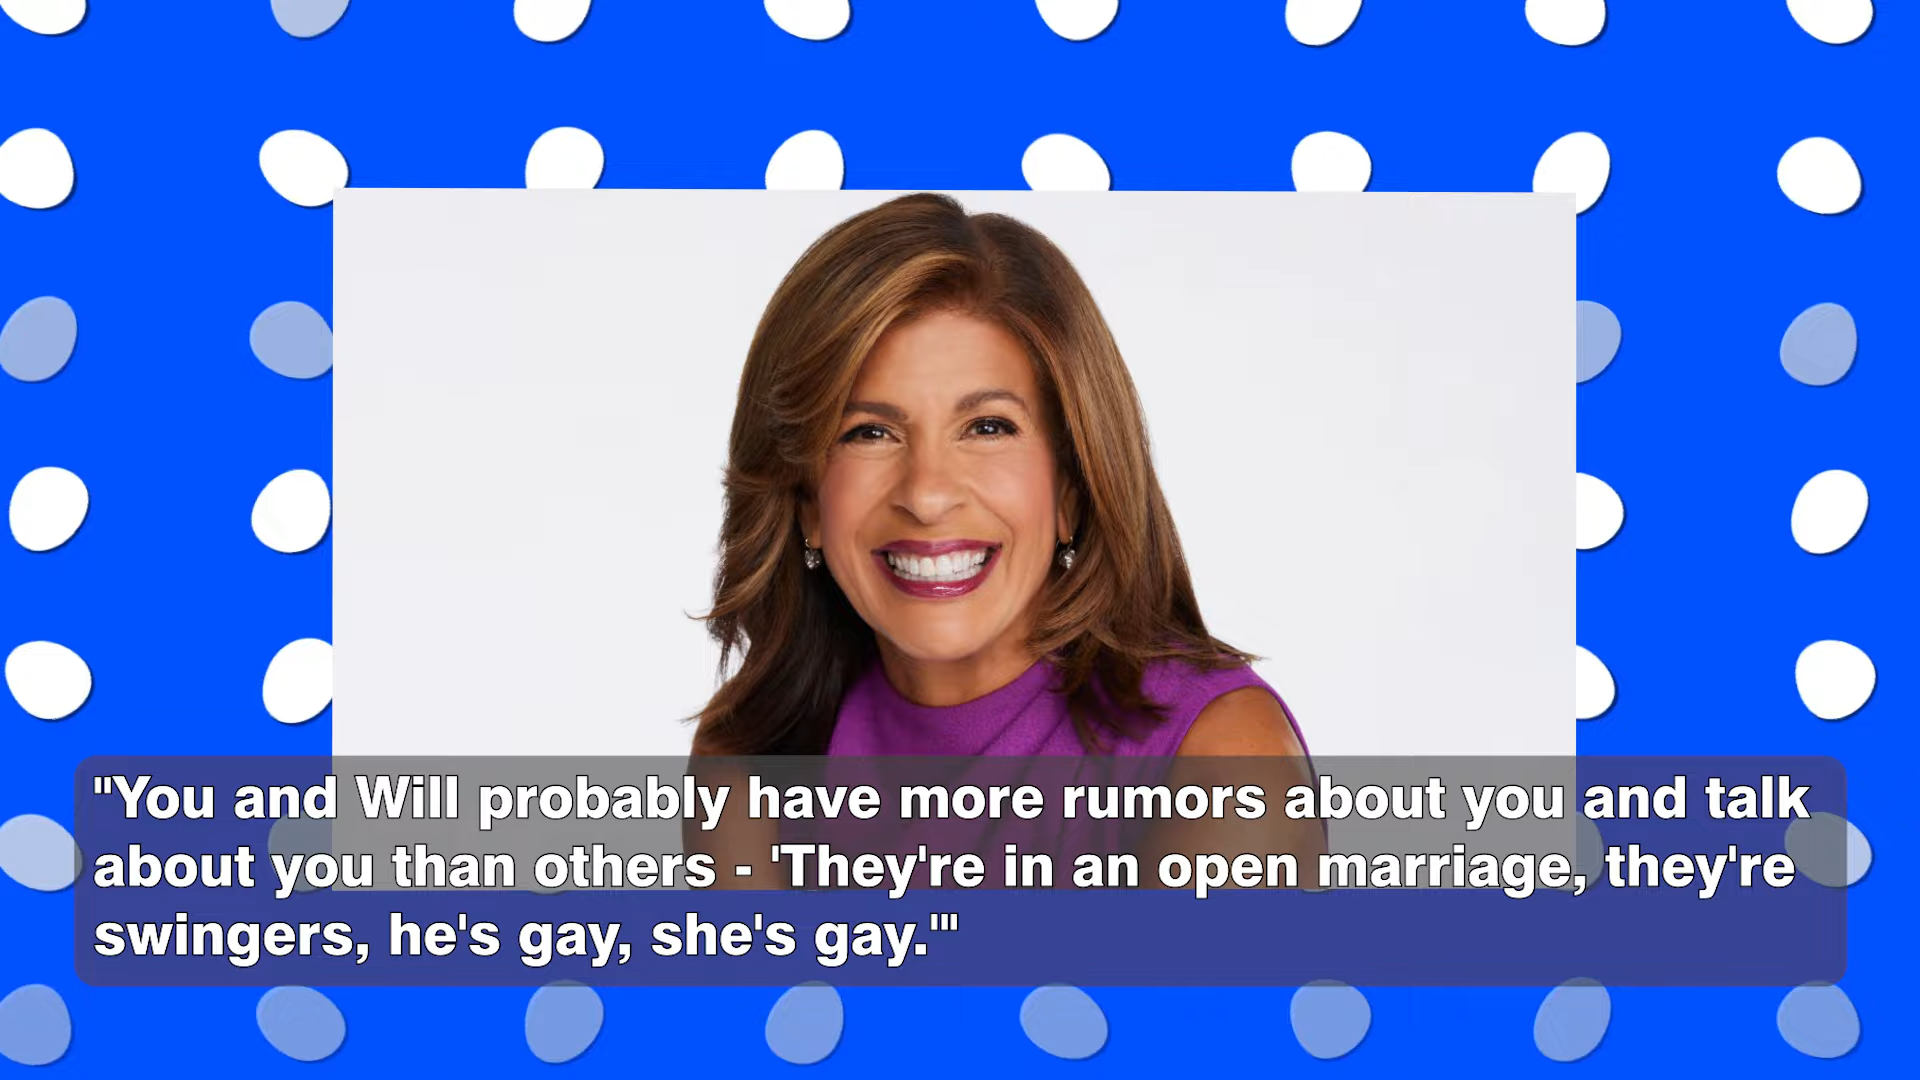 "You and Will probably have more rumors about you and talk
about you than others - 'They're in an open marriage, they're
swingers, he's gay, she's gay.'"